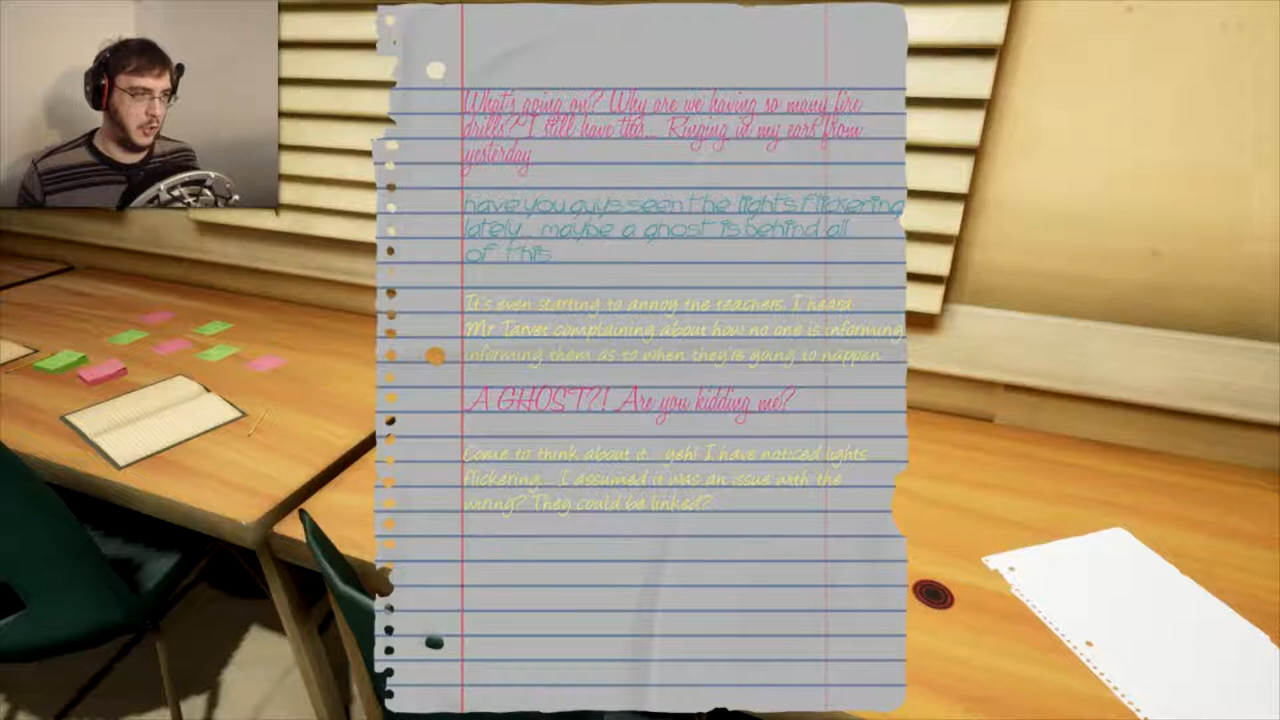 What's going on? Why are we having so many fire
drills? I still have this... Ringing in my ears from
yesterday
have you guys seen the lights flickering
lately... maybe a ghost is behind all
of this
It's even starting to annoy the teachers. I heard
Mr Tarvet complaining about how no one is informing
informing them as to when they're going to happen.
A GHOST?! Are you kidding me?
Come to think about it... yeh! I have noticed lights
flickering... I assumed it was an issue with the
wiring? They could be linked?